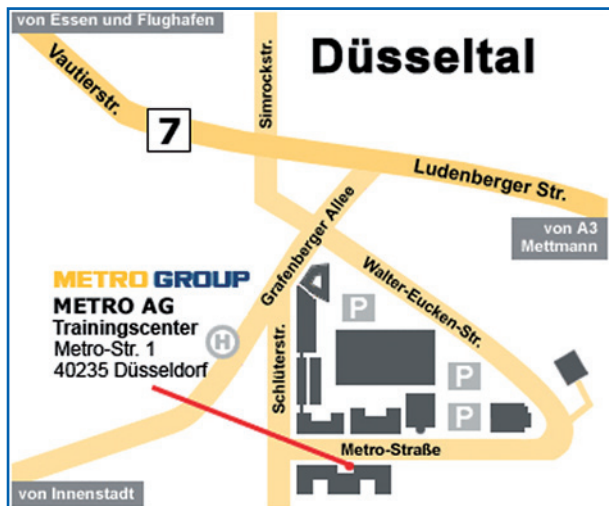 von Essen und Flughafen
Düsseltal
Vautierstr.
Simrockstr.
7
Ludenberger Str.
von A3
Mettmann
Grafenberger Allee
Walter-Eucken-Str.
METRO GROUP
METRO AG
Trainingscenter
Metro-Str. 1
40235 Düsseldorf
H
P
P
P
Schlüterstr.
Metro-Straße
von Innenstadt